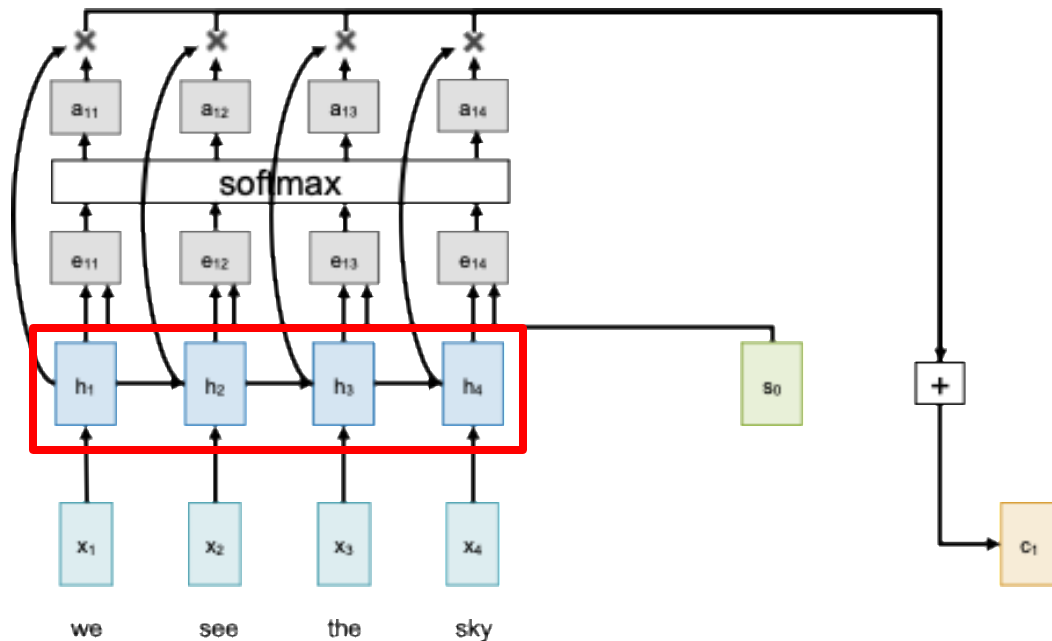 a₁₁ a₁₂ a₁₃ a₁₄
softmax
e₁₁ e₁₂ e₁₃ e₁₄
h₁ h₂ h₃ h₄ s₀
+
x₁ x₂ x₃ x₄ c₁
we see the sky